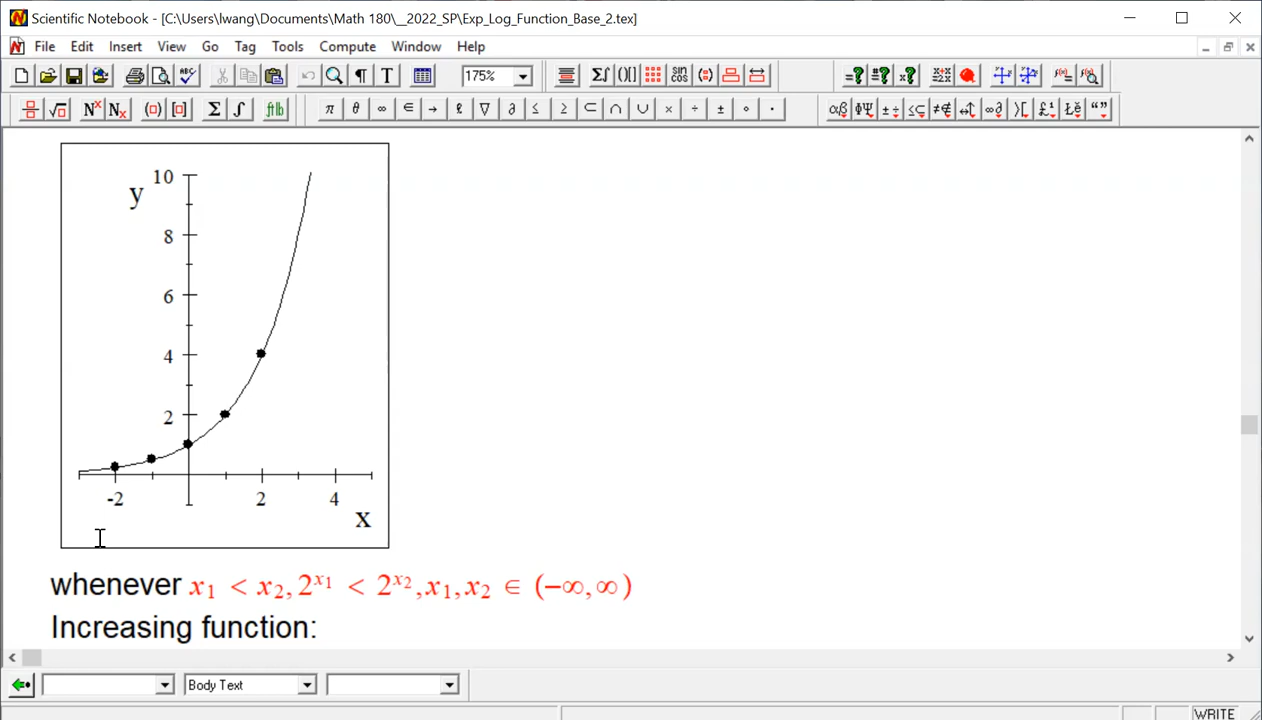 Scientific Notebook - [C:\Users\lwang\Documents\Math 180\__2022_SP\Exp_Log_Function_Base_2.tex]
File Edit Insert View Go Tag Tools Compute Window Help
175%
y
10
8
6
4
2
-2 2 4
x
whenever x₁ < x₂, 2^{x₁} < 2^{x₂}, x₁, x₂ ∈ (−∞, ∞)
Increasing function:
Body Text
WRITE